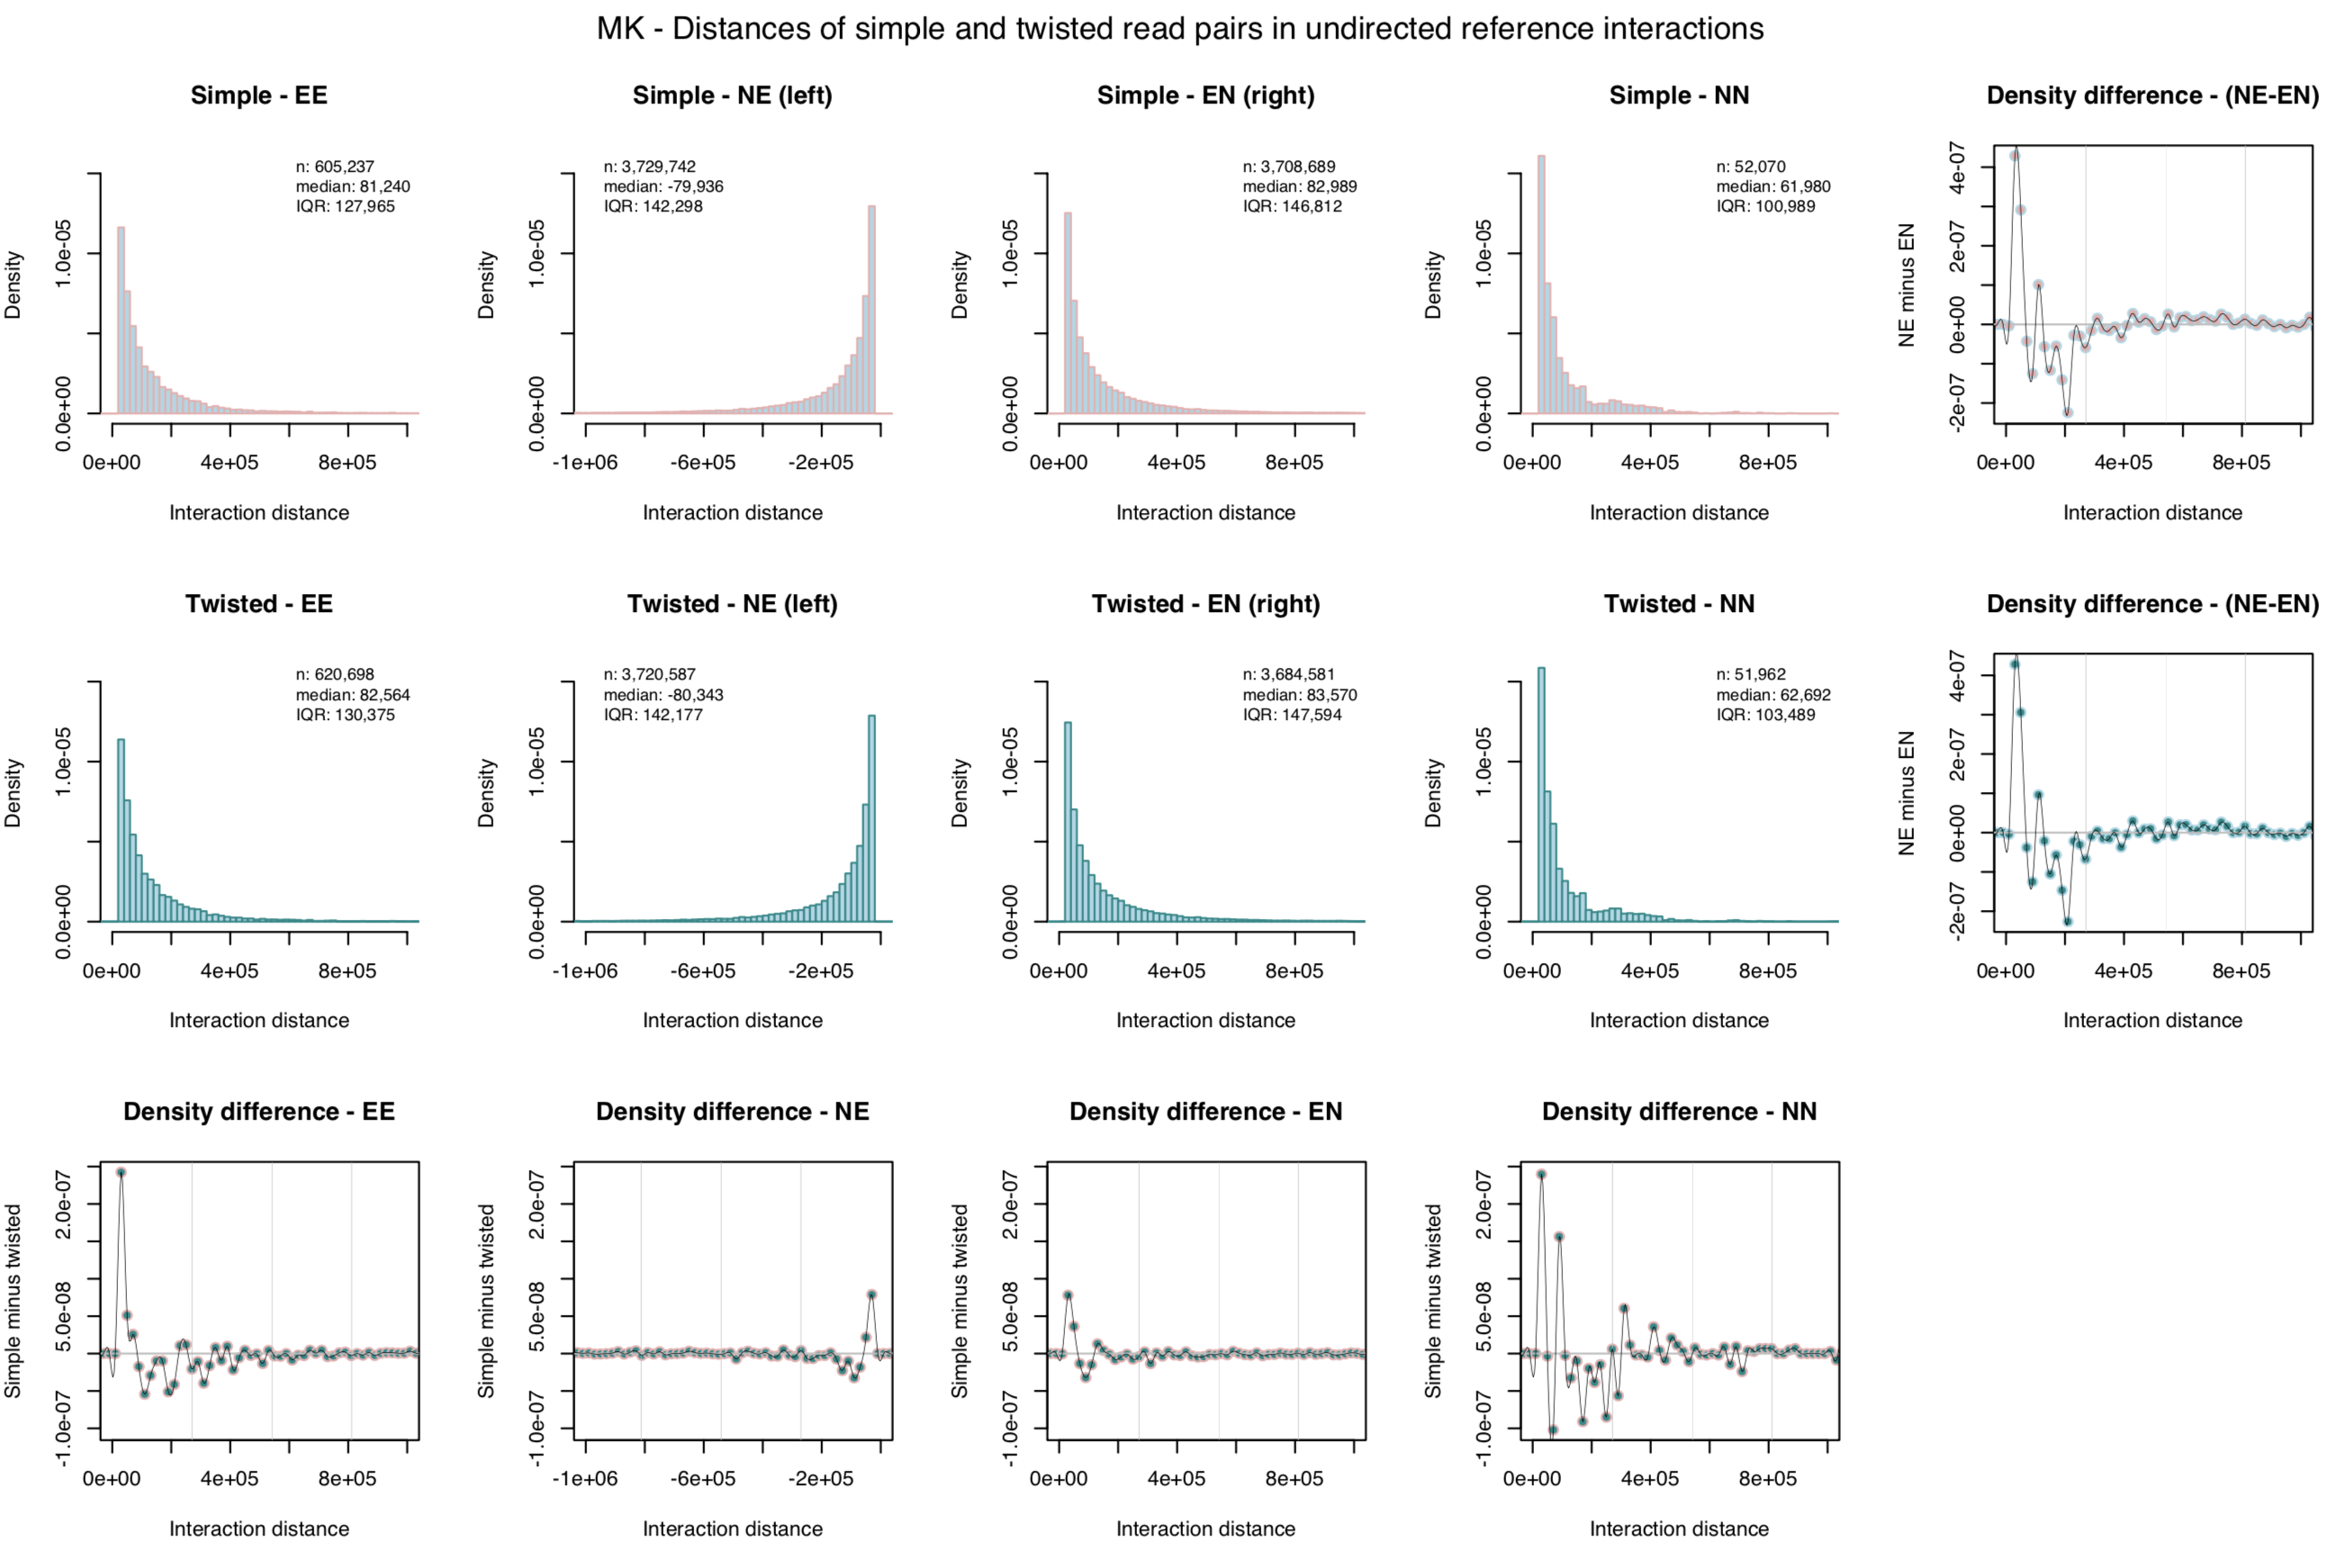 MK - Distances of simple and twisted read pairs in undirected reference interactions
Simple - EE
n: 605,237
median: 81,240
IQR: 127,965
Density
0.0e+00
1.0e-05
0e+00 4e+05 8e+05
Interaction distance
Simple - NE (left)
n: 3,729,742
median: -79,936
IQR: 142,298
Density
0.0e+00
1.0e-05
-1e+06 -6e+05 -2e+05
Interaction distance
Simple - EN (right)
n: 3,708,689
median: 82,989
IQR: 146,812
Density
0.0e+00
1.0e-05
0e+00 4e+05 8e+05
Interaction distance
Simple - NN
n: 52,070
median: 61,980
IQR: 100,989
Density
0.0e+00
1.0e-05
0e+00 4e+05 8e+05
Interaction distance
Density difference - (NE-EN)
NE minus EN
-2e-07
0e+00
2e-07
4e-07
0e+00 4e+05 8e+05
Interaction distance
Twisted - EE
n: 620,698
median: 82,564
IQR: 130,375
Density
0.0e+00
1.0e-05
0e+00 4e+05 8e+05
Interaction distance
Twisted - NE (left)
n: 3,720,587
median: -80,343
IQR: 142,177
Density
0.0e+00
1.0e-05
-1e+06 -6e+05 -2e+05
Interaction distance
Twisted - EN (right)
n: 3,684,581
median: 83,570
IQR: 147,594
Density
0.0e+00
1.0e-05
0e+00 4e+05 8e+05
Interaction distance
Twisted - NN
n: 51,962
median: 62,692
IQR: 103,489
Density
0.0e+00
1.0e-05
0e+00 4e+05 8e+05
Interaction distance
Density difference - (NE-EN)
NE minus EN
-2e-07
0e+00
2e-07
4e-07
0e+00 4e+05 8e+05
Interaction distance
Density difference - EE
Simple minus twisted
-1.0e-07
5.0e-08
2.0e-07
0e+00 4e+05 8e+05
Interaction distance
Density difference - NE
Simple minus twisted
-1.0e-07
5.0e-08
2.0e-07
-1e+06 -6e+05 -2e+05
Interaction distance
Density difference - EN
Simple minus twisted
-1.0e-07
5.0e-08
2.0e-07
0e+00 4e+05 8e+05
Interaction distance
Density difference - NN
Simple minus twisted
-1.0e-07
5.0e-08
2.0e-07
0e+00 4e+05 8e+05
Interaction distance